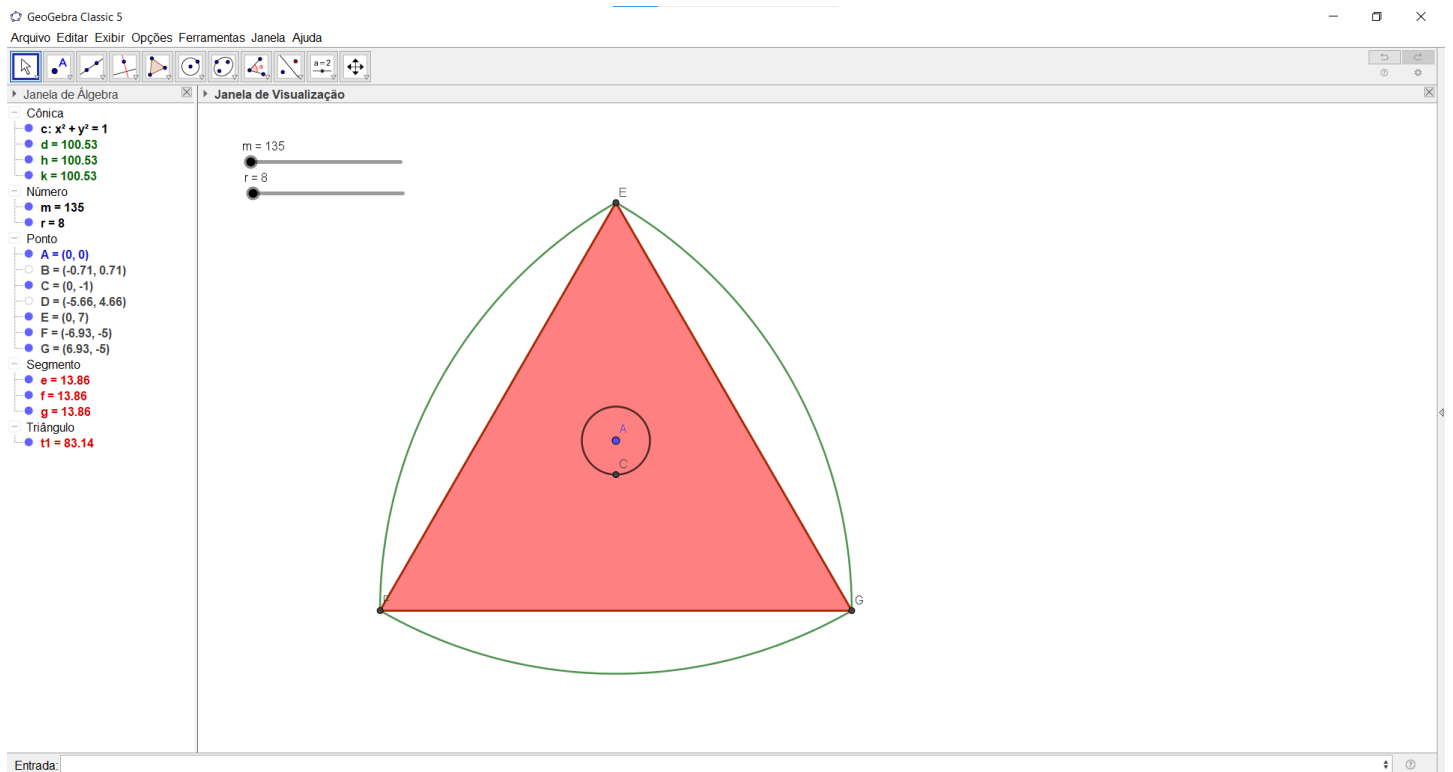 GeoGebra Classic 5
Arquivo Editar Exibir Opções Ferramentas Janela Ajuda
A
a=2
Janela de Álgebra
Janela de Visualização
Cônica
c: x² + y² = 1
d = 100.53
h = 100.53
k = 100.53
Número
m = 135
r = 8
Ponto
A = (0, 0)
B = (-0.71, 0.71)
C = (0, -1)
D = (-5.66, 4.66)
E = (0, 7)
F = (-6.93, -5)
G = (6.93, -5)
Segmento
e = 13.86
f = 13.86
g = 13.86
Triângulo
t1 = 83.14
m = 135
r = 8
E
A
C
F
G
Entrada: